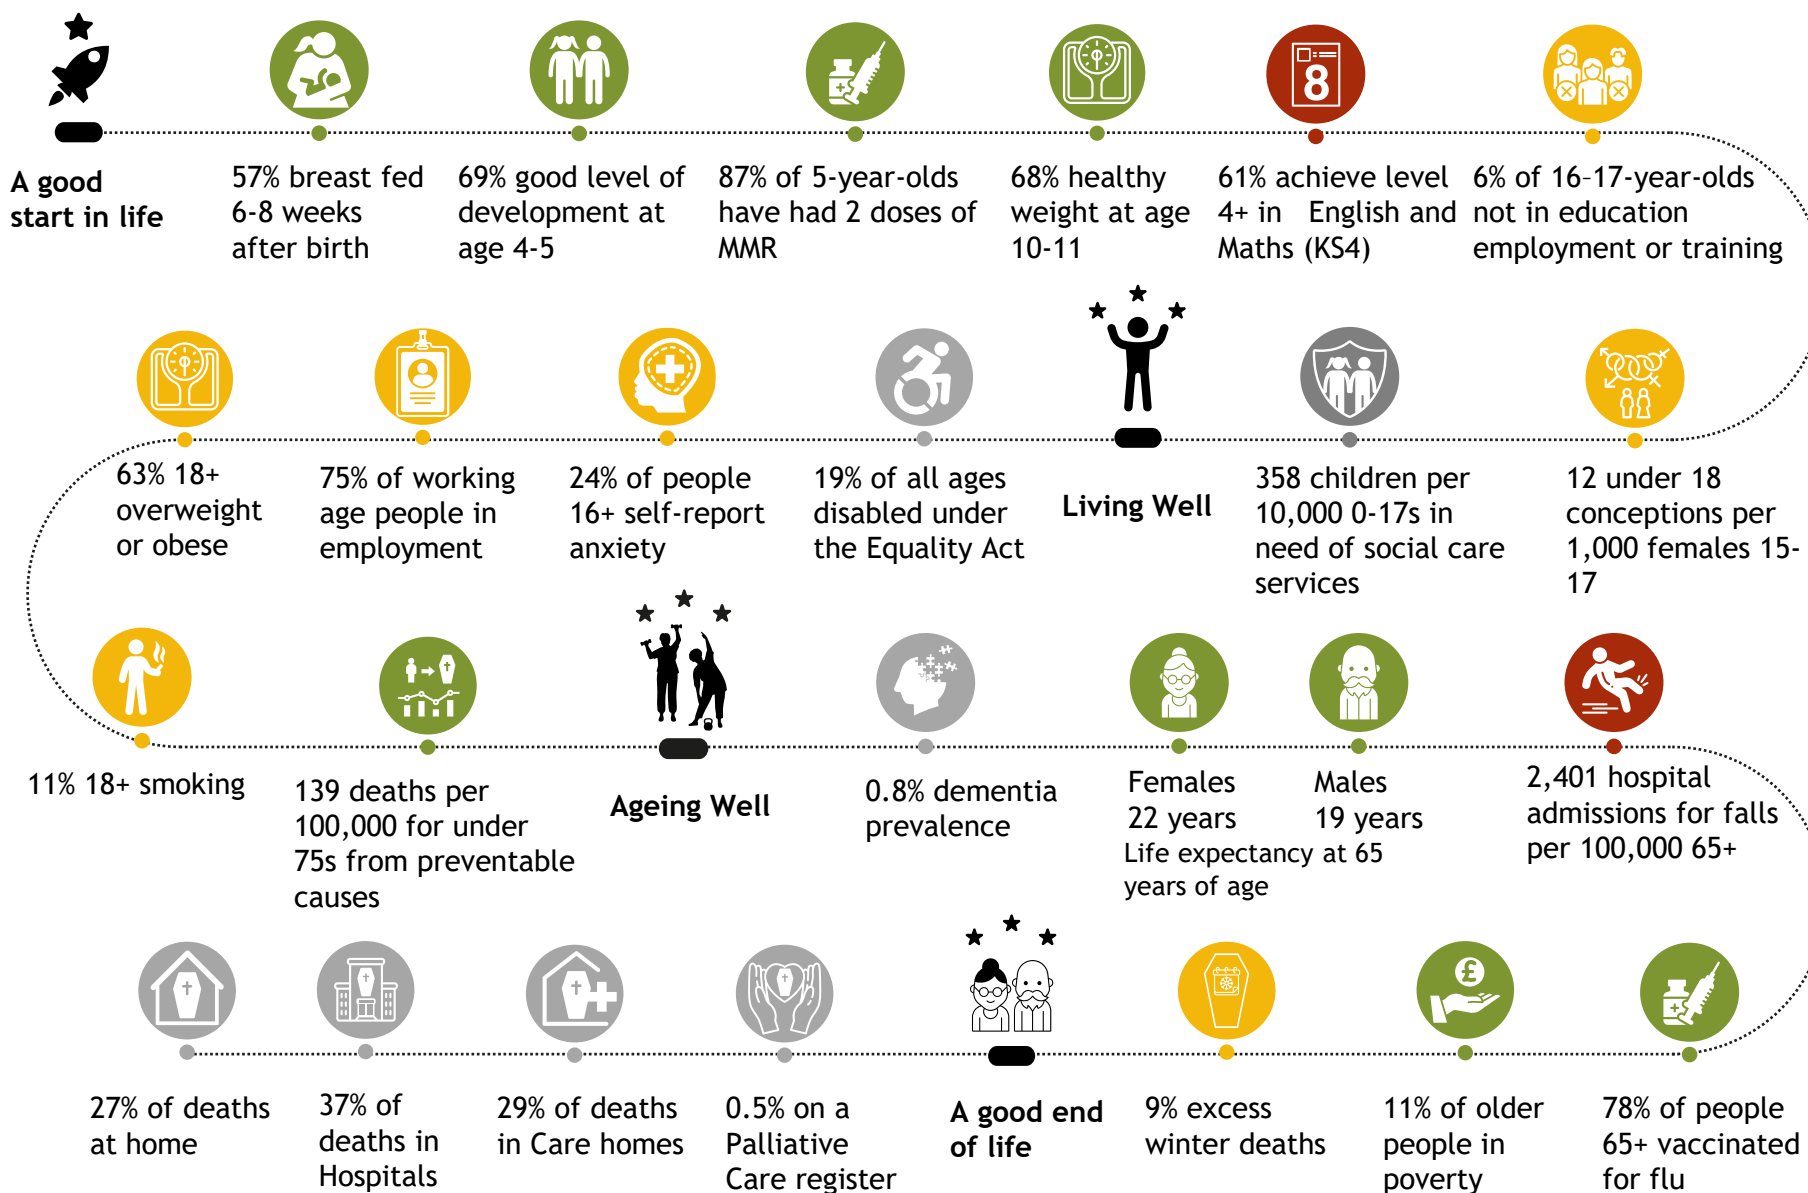 8
A good
start in life
57% breast fed
6-8 weeks
after birth
69% good level of
development at
age 4-5
87% of 5-year-olds
have had 2 doses of
MMR
68% healthy
weight at age
10-11
61% achieve level
4+ in English and
Maths (KS4)
6% of 16-17-year-olds
not in education
employment or training
63% 18+
overweight
or obese
75% of working
age people in
employment
24% of people
16+ self-report
anxiety
19% of all ages
disabled under
the Equality Act
Living Well
358 children per
10,000 0-17s in
need of social care
services
12 under 18
conceptions per
1,000 females 15-
17
11% 18+ smoking
139 deaths per
100,000 for under
75s from preventable
causes
Ageing Well
0.8% dementia
prevalence
Females
22 years
Males
19 years
Life expectancy at 65
years of age
2,401 hospital
admissions for falls
per 100,000 65+
£
27% of deaths
at home
37% of
deaths in
Hospitals
29% of deaths
in Care homes
0.5% on a
Palliative
Care register
A good end
of life
9% excess
winter deaths
11% of older
people in
poverty
78% of people
65+ vaccinated
for flu